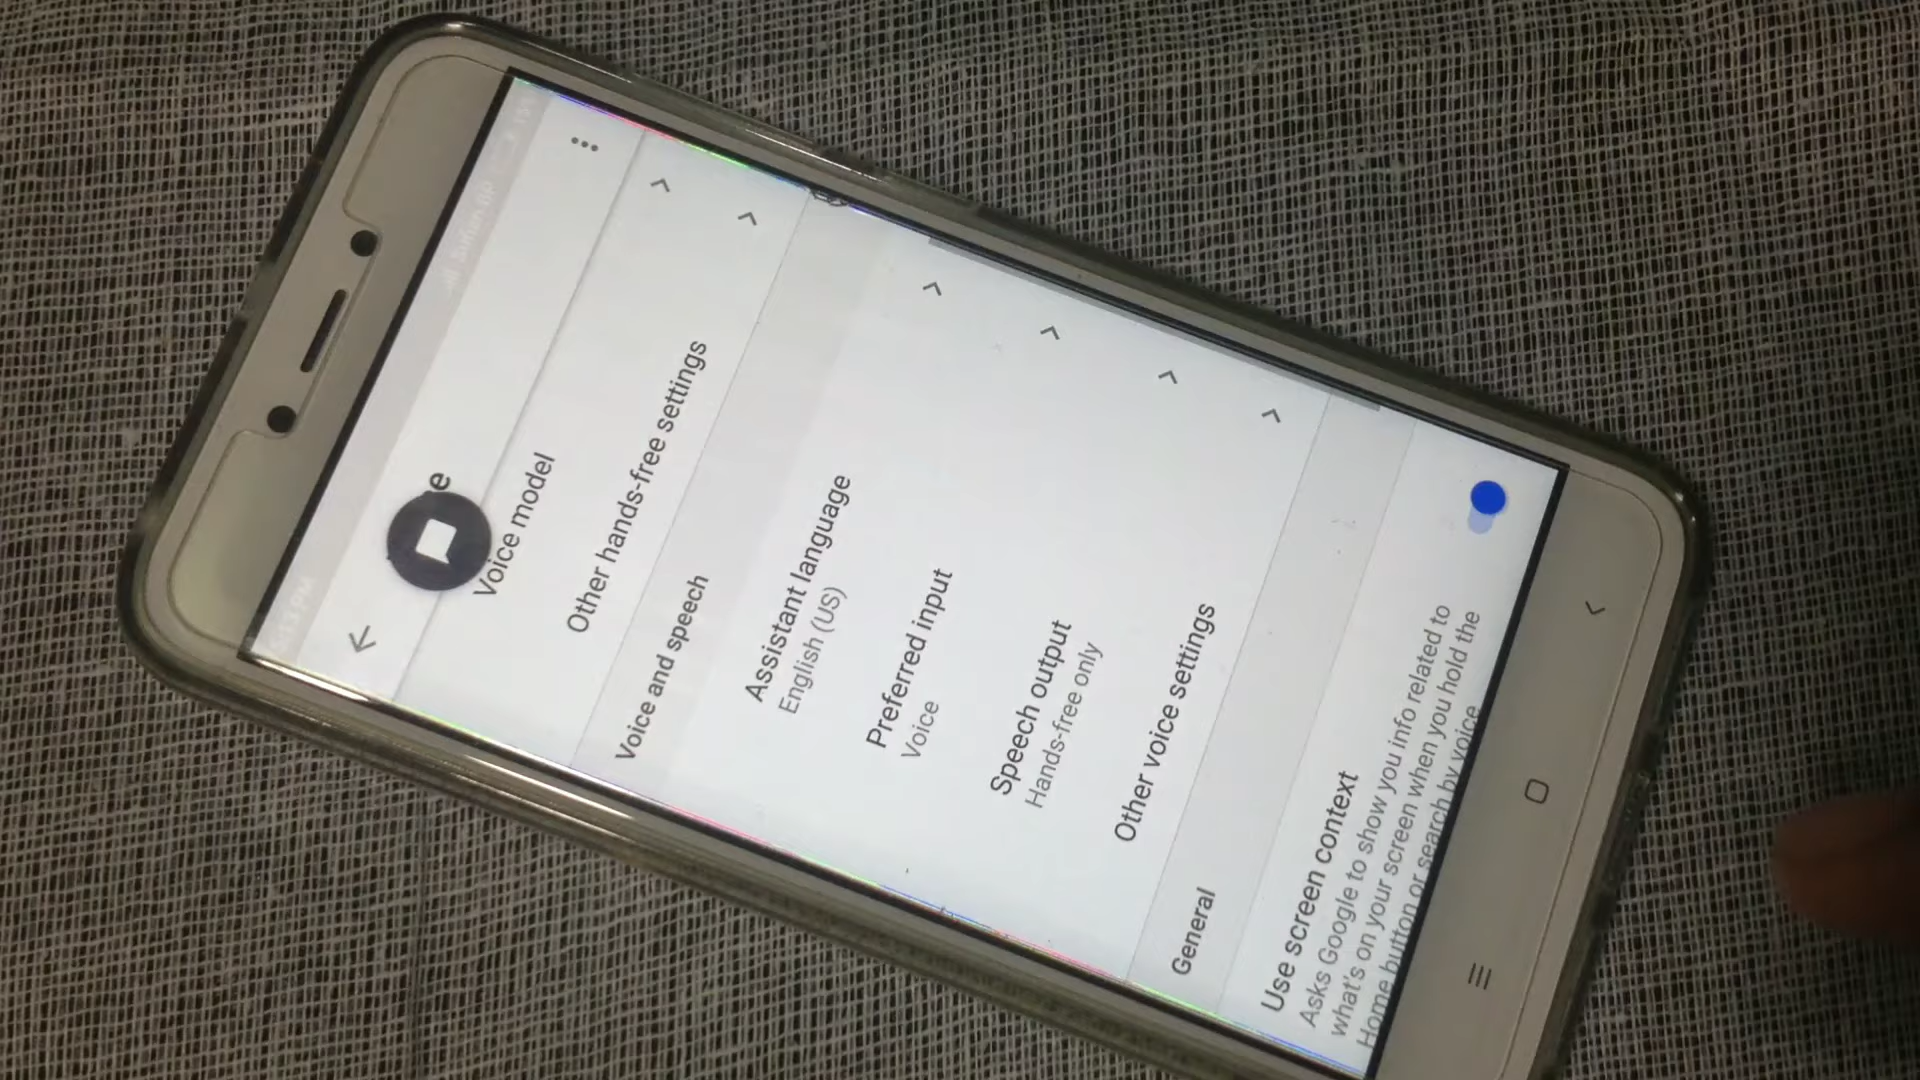 Voice model
Other hands-free settings
Voice and speech
Assistant language
English (US)
Preferred input
Voice
Speech output
Hands-free only
Other voice settings
General
Use screen context
Asks Google to show you info related to
what's on your screen when you hold the
Home button or search by voice